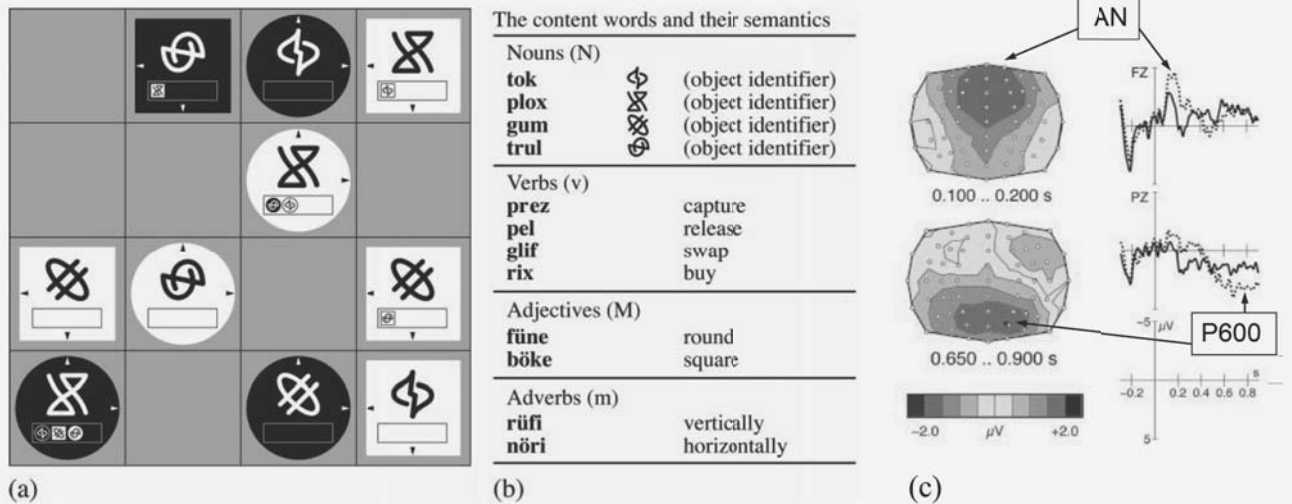 The content words and their semantics
Nouns (N)
tok (object identifier)
plox (object identifier)
gum (object identifier)
trul (object identifier)
Verbs (v)
prez capture
pel release
glif swap
rix buy
Adjectives (M)
füne round
böke square
Adverbs (m)
rüfi vertically
nöri horizontally
(a)
(b)
AN
FZ
0.100 .. 0.200 s
PZ
0.650 .. 0.900 s
P600
-5
µV
s
-0.2 0.2 0.4 0.6 0.8
5
-2.0 µV +2.0
(c)